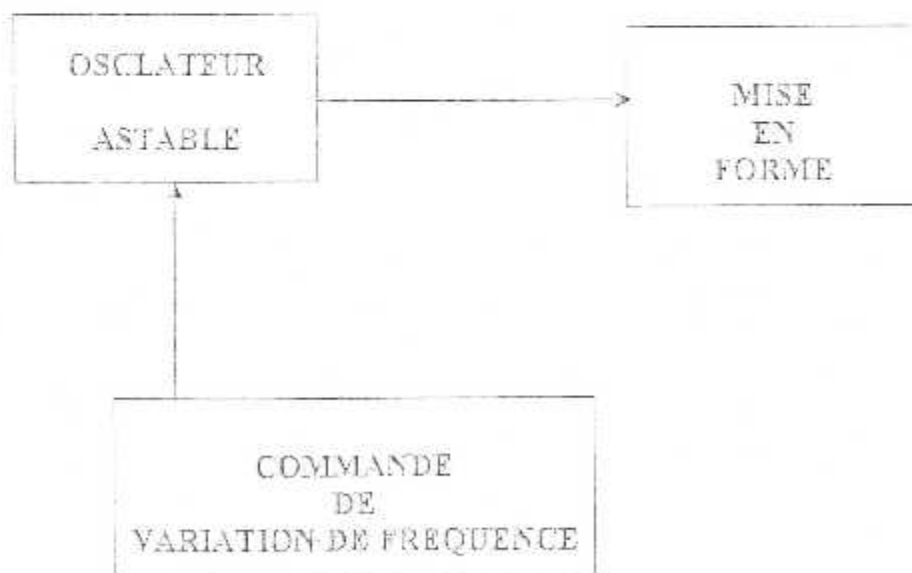 OSCLATEUR
ASTABLE
MISE
EN
FORME
COMMANDE
DE
VARIATION DE FREQUENCE